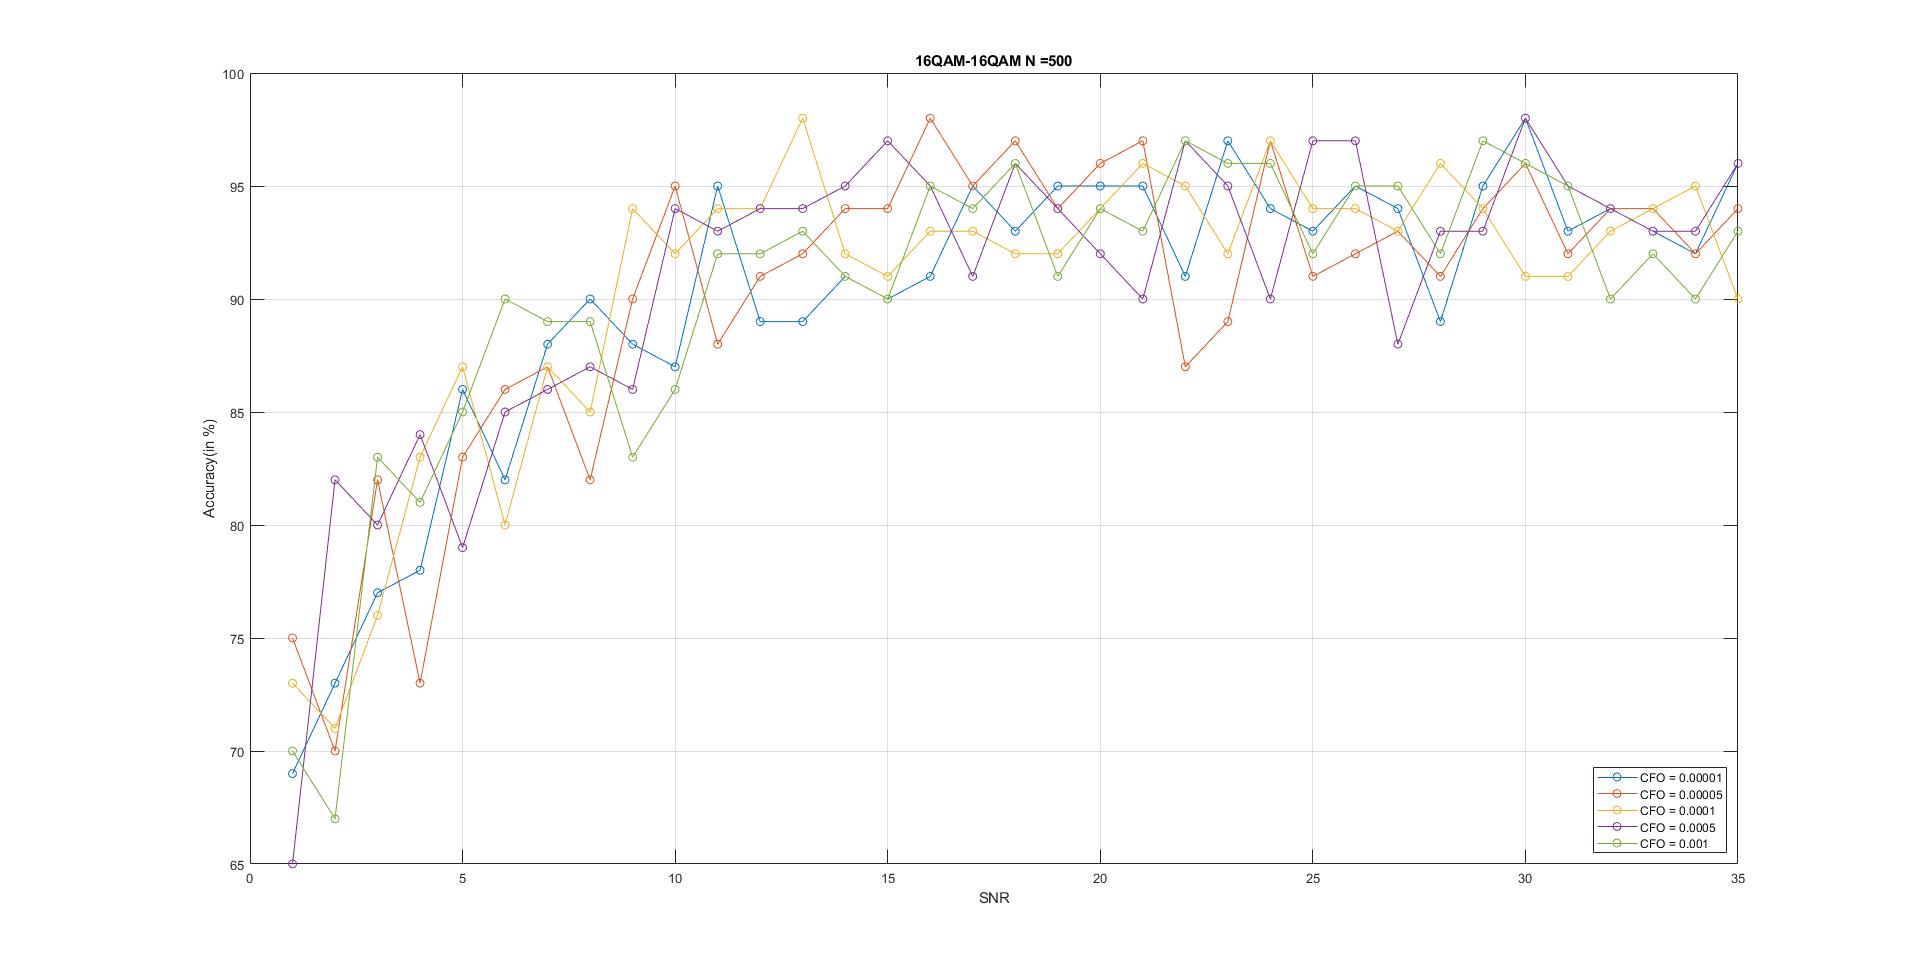 16QAM-16QAM N =500
100
95
90
85
80
75
70
65
Accuracy(in %)
0
5
10
15
20
25
30
35
SNR
CFO = 0.00001
CFO = 0.00005
CFO = 0.0001
CFO = 0.0005
CFO = 0.001